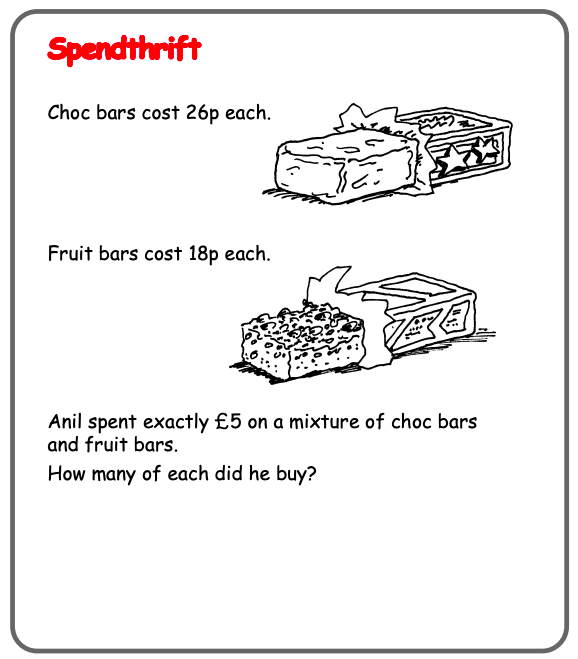 Spendthrift
Choc bars cost 26p each.
Fruit bars cost 18p each.
Anil spent exactly £5 on a mixture of choc bars
and fruit bars.
How many of each did he buy?